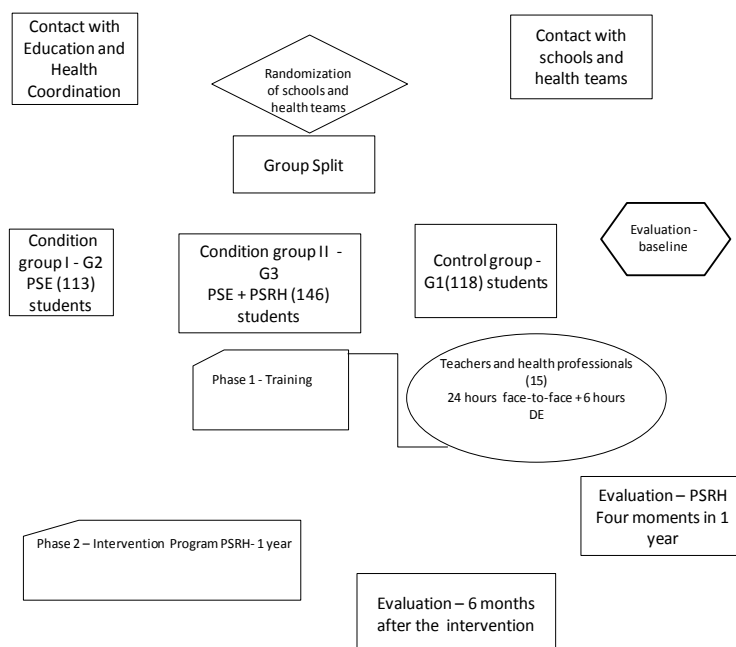 Contact with
Education and
Health
Coordination
Randomization
of schools and
health teams
Contact with
schools and
health teams
Group Split
Condition
group I - G2
PSE (113)
students
Condition group II -
G3
PSE + PSRH (146)
students
Control group -
G1(118) students
Evaluation -
baseline
Phase 1 - Training
Teachers and health professionals
(15)
24 hours face-to-face + 6 hours
DE
Evaluation – PSRH
Four moments in 1
year
Phase 2 – Intervention Program PSRH- 1 year
Evaluation – 6 months
after the intervention